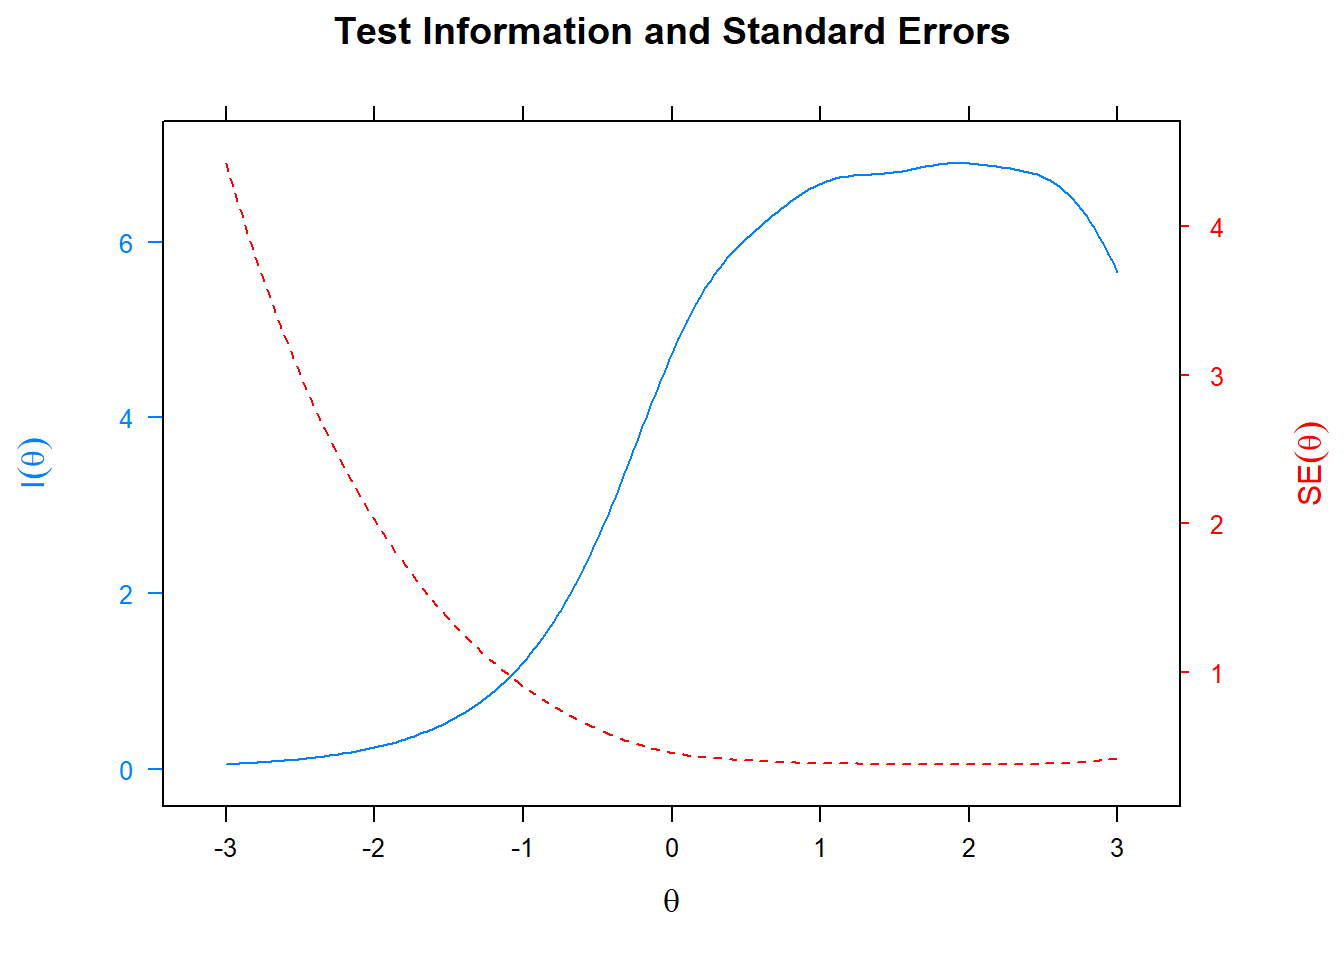 Test Information and Standard Errors
I(θ)
6
4
2
0
4
3
2
1
SE(θ)
-3 -2 -1 0 1 2 3
θ